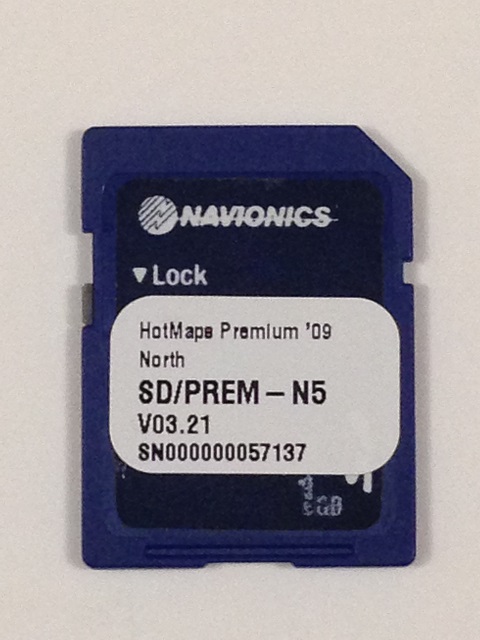 NAVIONICS
Lock
HotMaps Premium '09
North
SD/PREM – N5
V03.21
SN000000057137